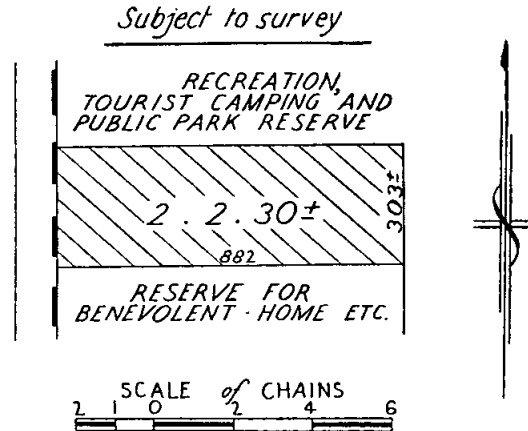 Subject to survey
RECREATION,
TOURIST CAMPING AND
PUBLIC PARK RESERVE
2 . 2 . 30±
303±
882
RESERVE FOR
BENEVOLENT · HOME ETC.
SCALE of CHAINS
2 1 0 2 4 6